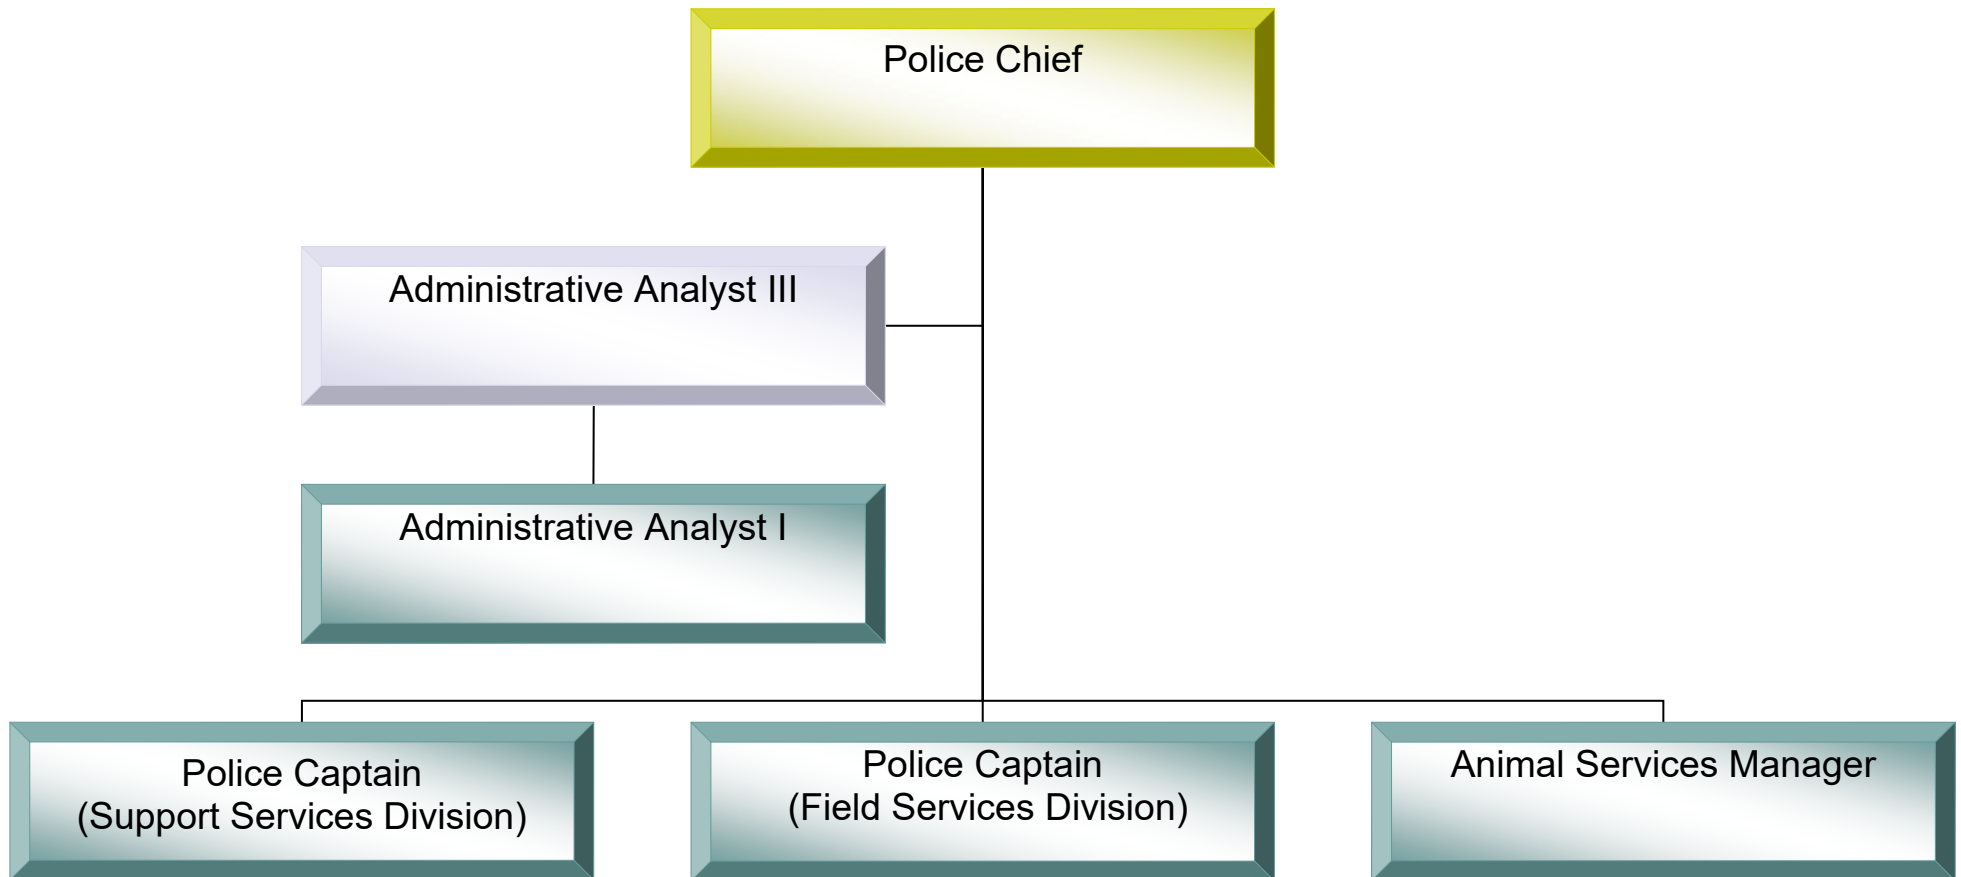 Police Chief
Administrative Analyst III
Administrative Analyst I
Police Captain
(Support Services Division)
Police Captain
(Field Services Division)
Animal Services Manager